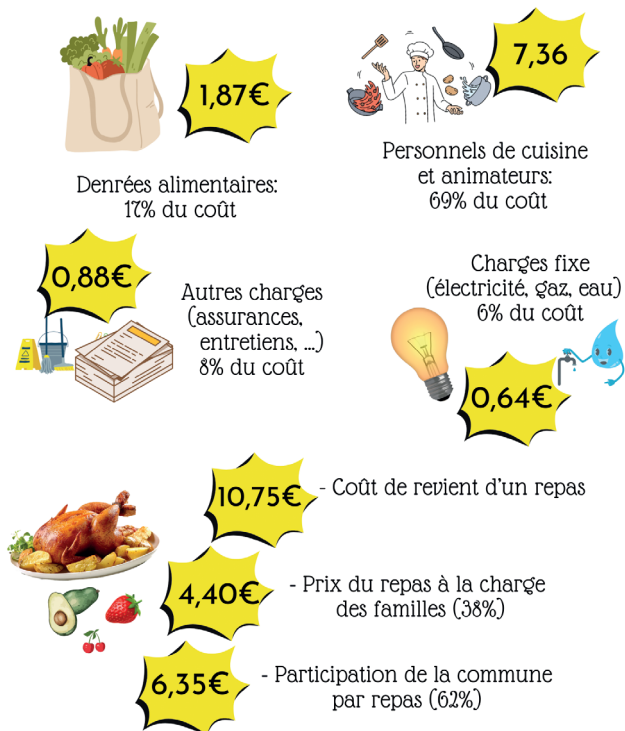 1,87€
Denrées alimentaires:
17% du coût
7,36
Personnels de cuisine
et animateurs:
69% du coût
0,88€
Autres charges
(assurances,
entretiens, ...)
8% du coût
Charges fixe
(électricité, gaz, eau)
6% du coût
0,64€
10,75€
- Coût de revient d'un repas
4,40€
- Prix du repas à la charge
des familles (38%)
6,35€
- Participation de la commune
par repas (62%)